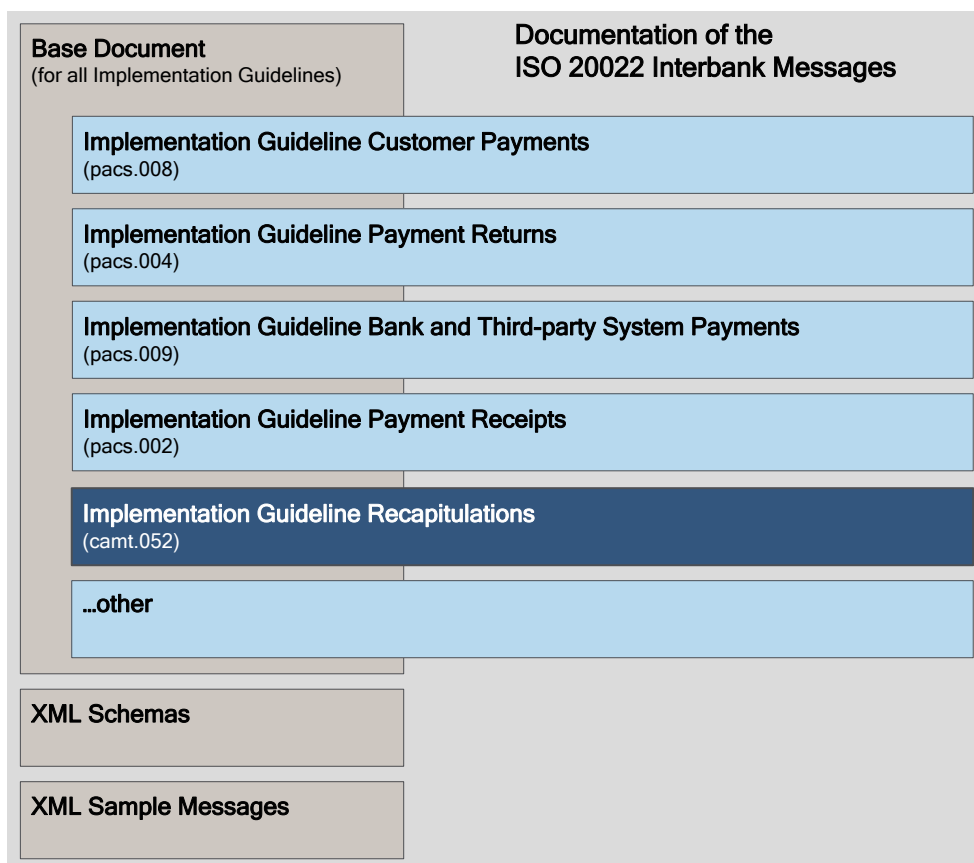 Documentation of the
ISO 20022 Interbank Messages
Base Document
(for all Implementation Guidelines)
Implementation Guideline Customer Payments
(pacs.008)
Implementation Guideline Payment Returns
(pacs.004)
Implementation Guideline Bank and Third-party System Payments
(pacs.009)
Implementation Guideline Payment Receipts
(pacs.002)
Implementation Guideline Recapitulations
(camt.052)
...other
XML Schemas
XML Sample Messages